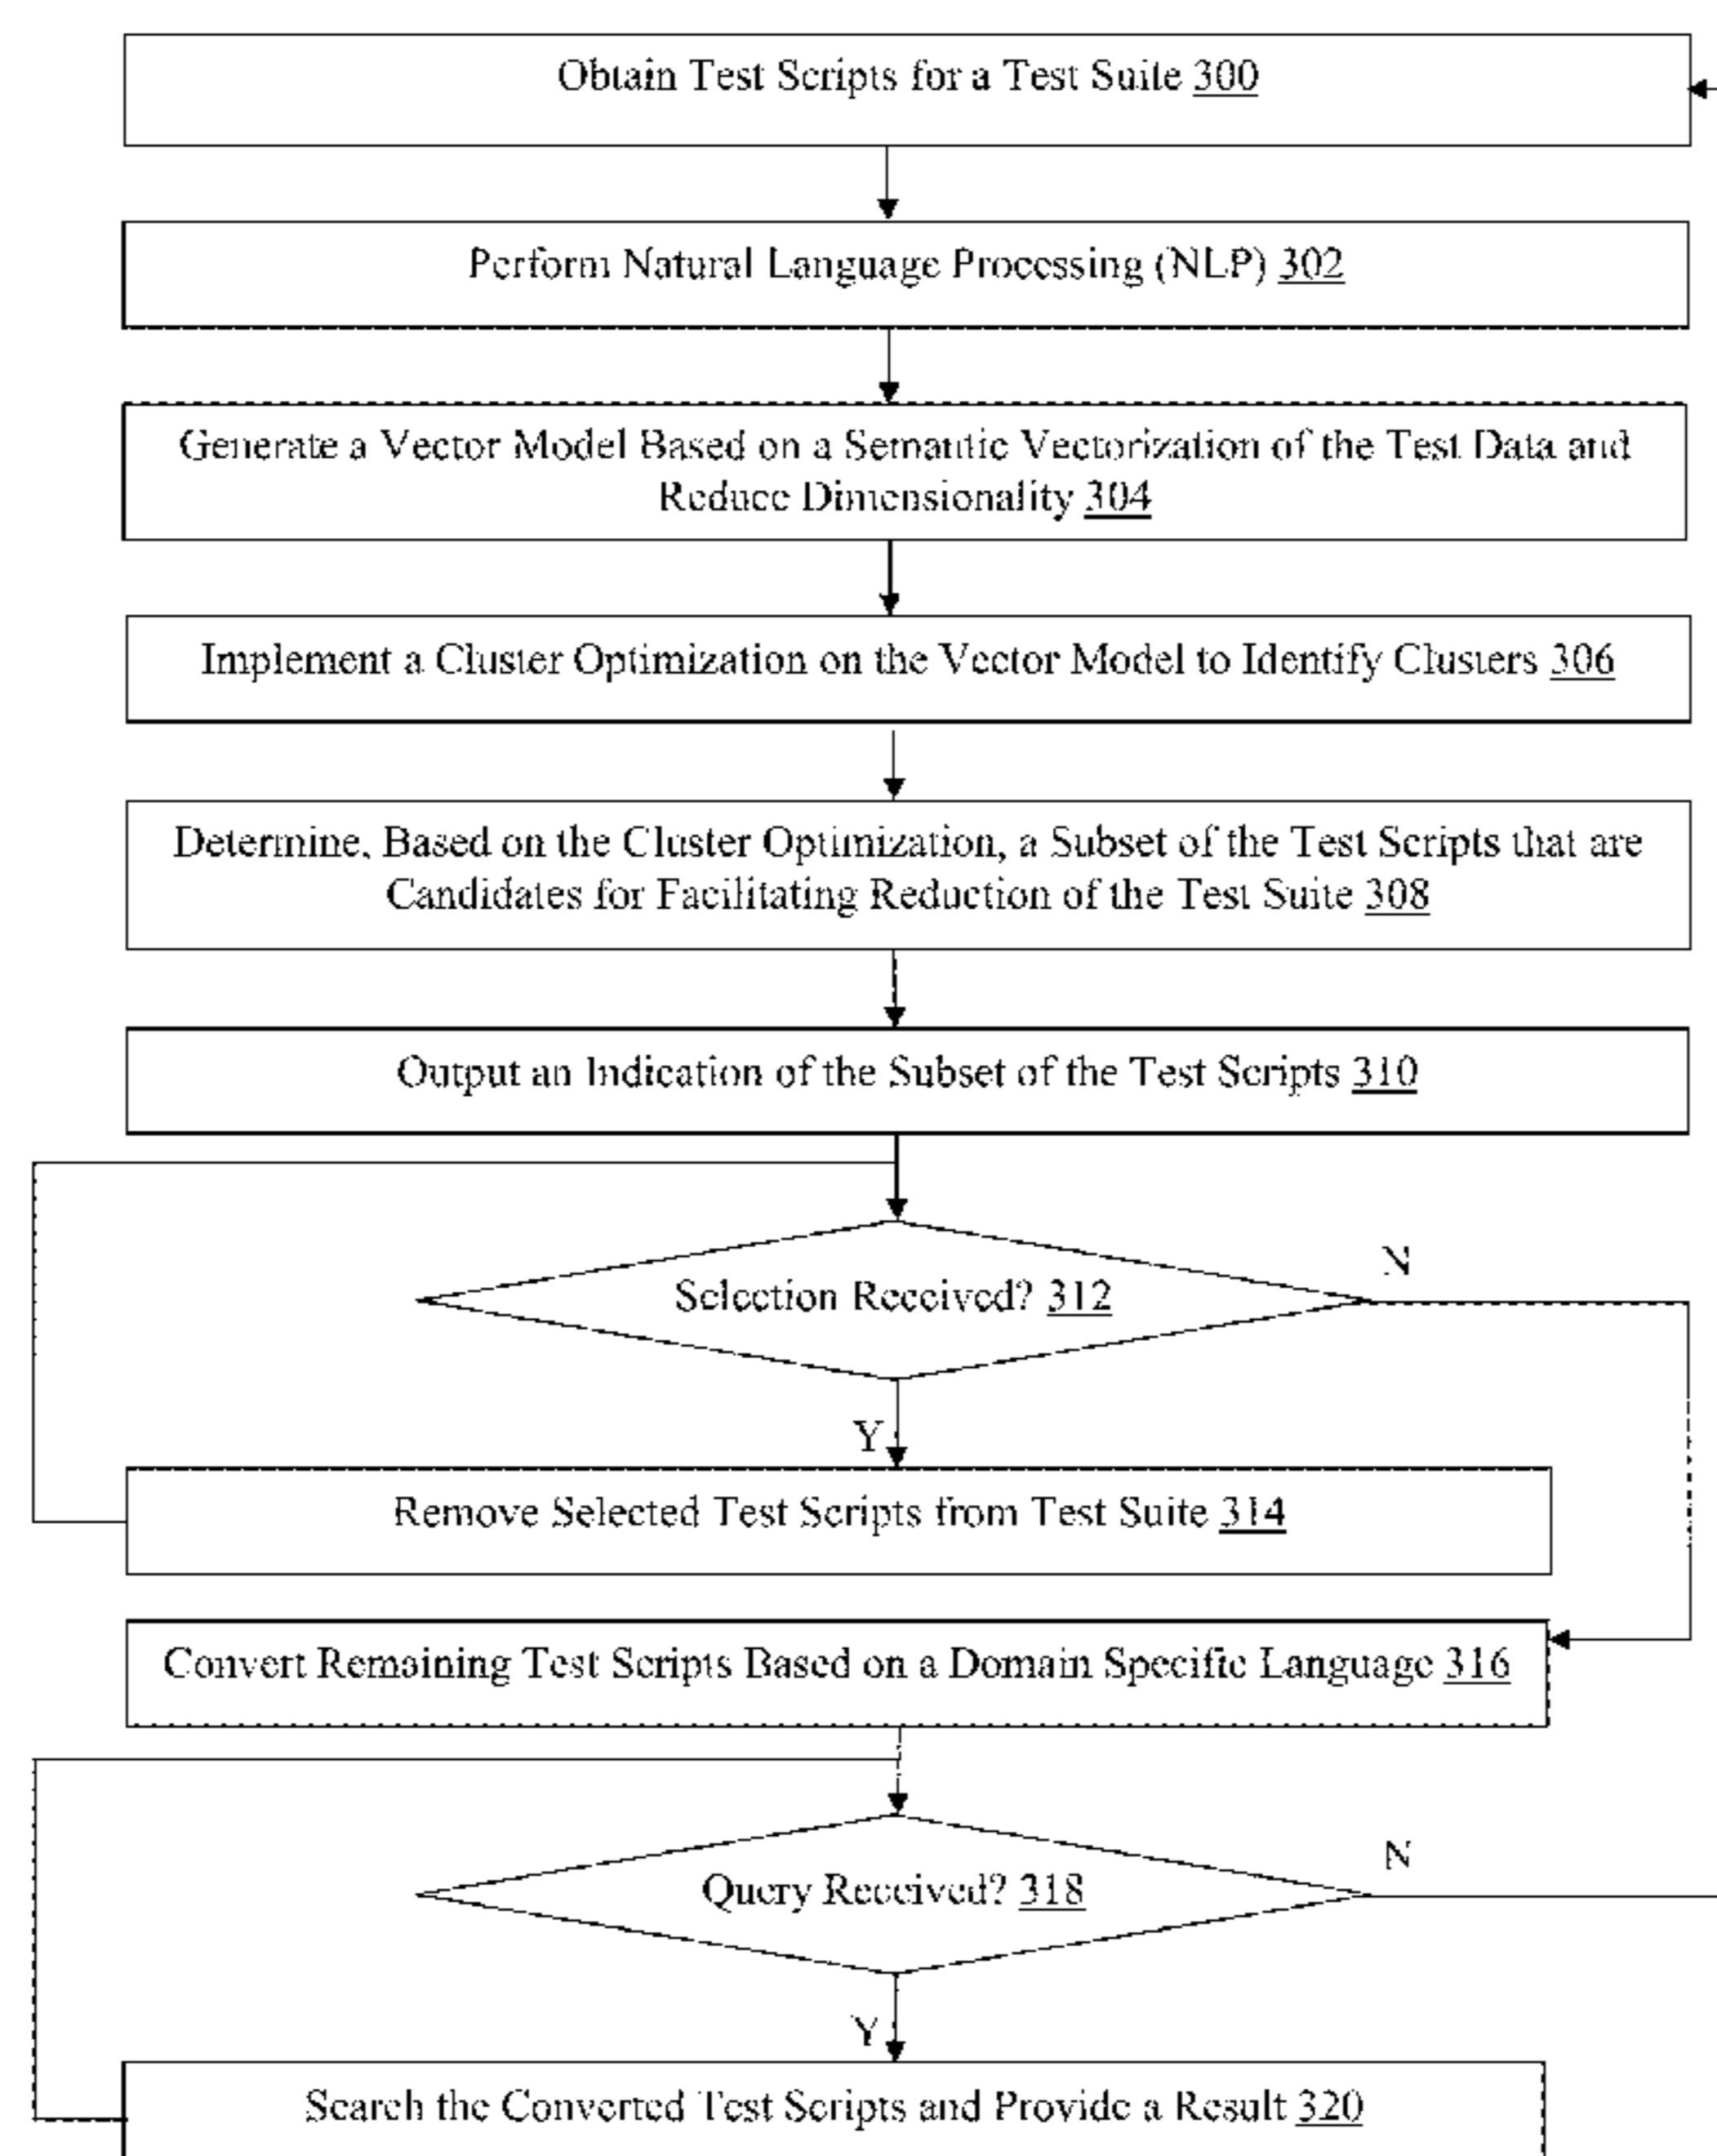 Obtain Test Scripts for a Test Suite 300
Perform Natural Language Processing (NLP) 302
Generate a Vector Model Based on a Semantic Vectorization of the Test Data and
Reduce Dimensionality 304
Implement a Cluster Optimization on the Vector Model to Identify Clusters 306
Determine, Based on the Cluster Optimization, a Subset of the Test Scripts that are
Candidates for Facilitating Reduction of the Test Suite 308
Output an Indication of the Subset of the Test Scripts 310
N
Selection Received? 312
Y
Remove Selected Test Scripts from Test Suite 314
Convert Remaining Test Scripts Based on a Domain Specific Language 316
N
Query Received? 318
Y
Search the Converted Test Scripts and Provide a Result 320